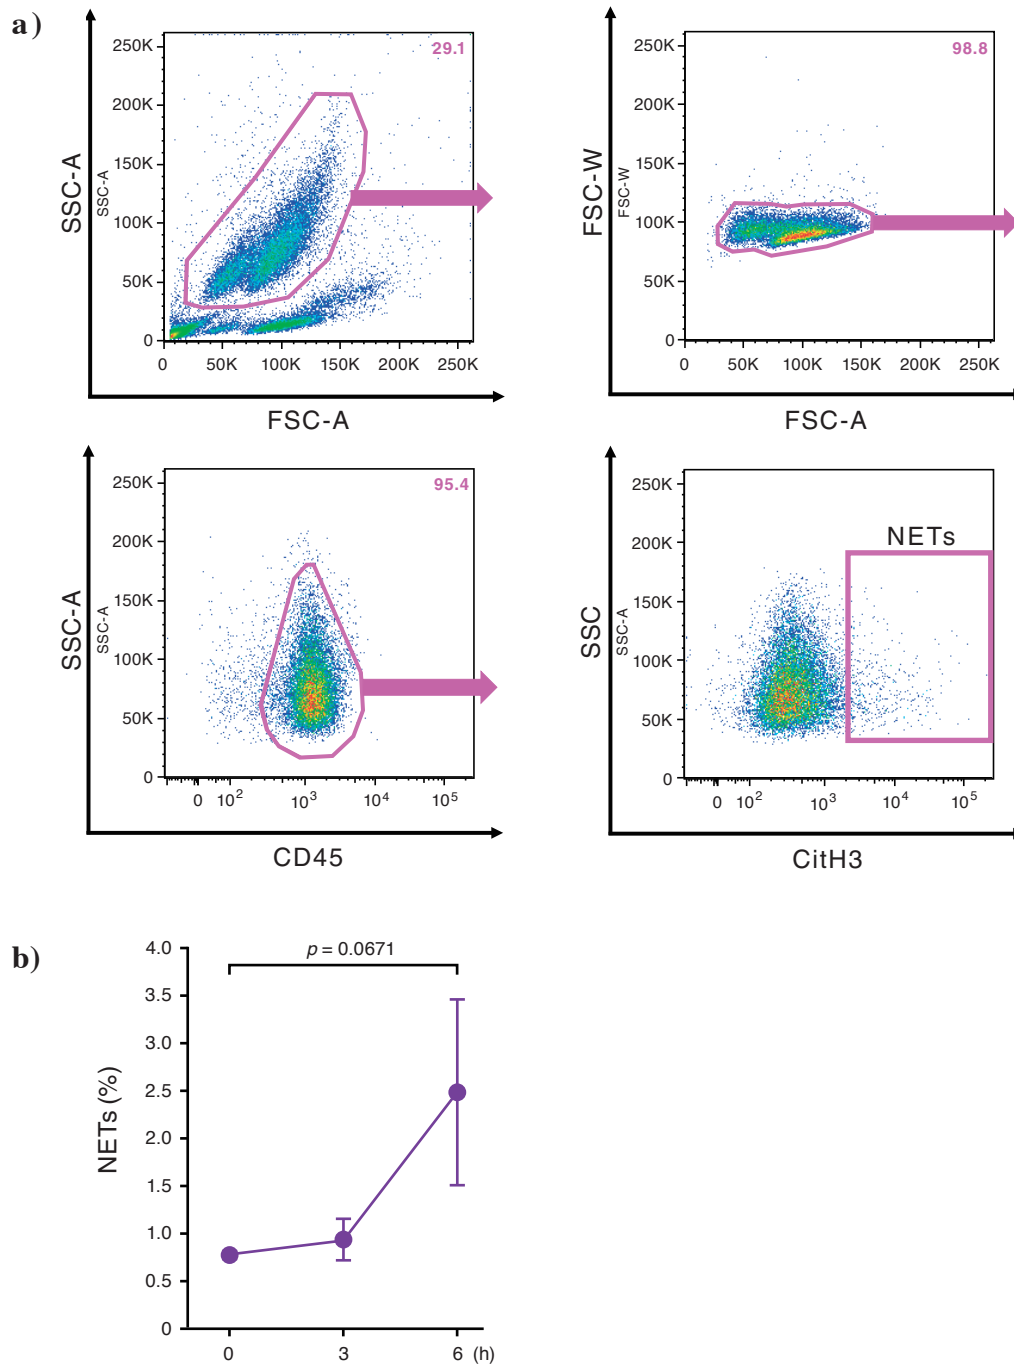 a)
SSC-A
SSC-A
250K
200K
150K
100K
50K
0
29.1
0 50K 100K 150K 200K 250K
FSC-A
FSC-W
FSC-W
250K
200K
150K
100K
50K
0
98.8
0 50K 100K 150K 200K 250K
FSC-A
SSC-A
SSC-A
250K
200K
150K
100K
50K
0
95.4
0 10² 10³ 10⁴ 10⁵
CD45
SSC
SSC-A
250K
200K
150K
100K
50K
0
NETs
0 10² 10³ 10⁴ 10⁵
CitH3
b)
NETs (%)
4.0
3.5
3.0
2.5
2.0
1.5
1.0
0.5
0
p = 0.0671
0 3 6 (h)